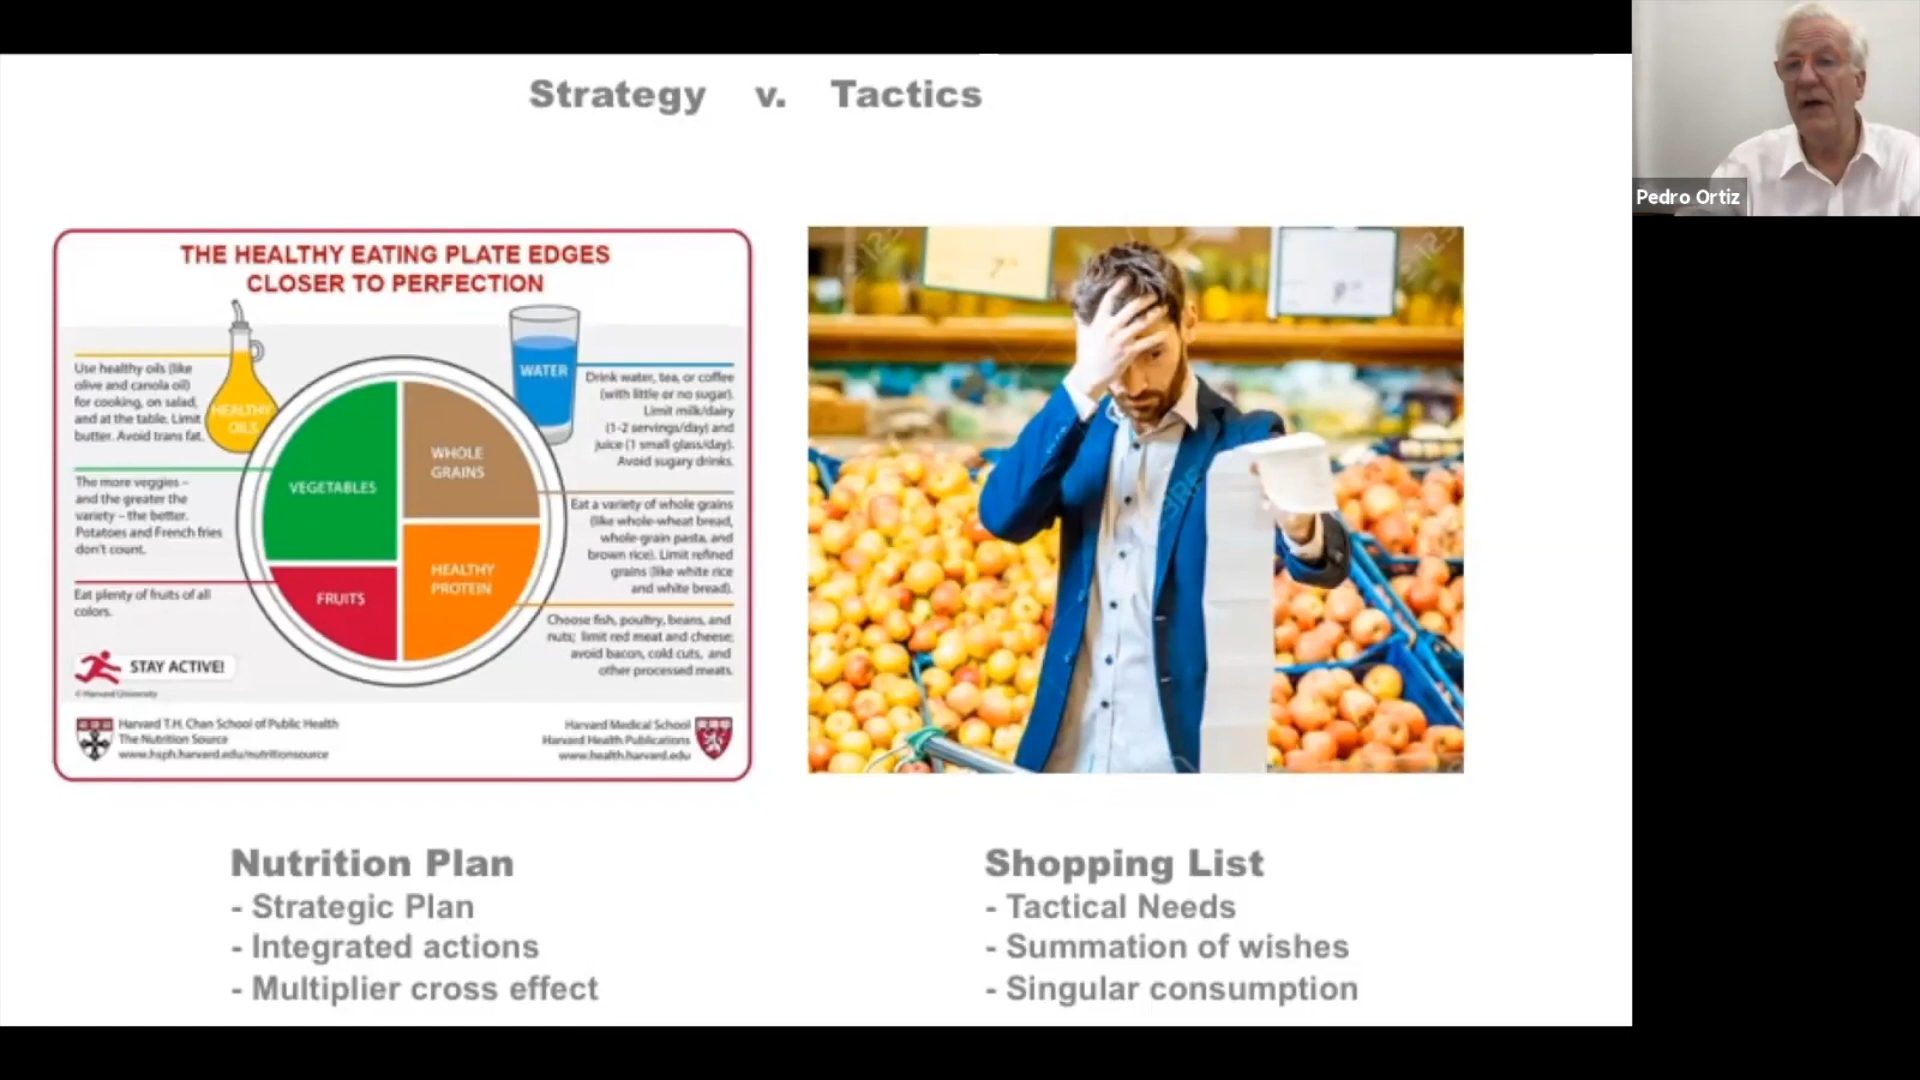 Strategy v. Tactics
Pedro Ortiz
THE HEALTHY EATING PLATE EDGES
CLOSER TO PERFECTION
Use healthy oils (like
olive and canola oil)
for cooking, on salad,
and at the table. Limit
butter. Avoid trans fat.
HEALTHY
OILS
The more veggies –
and the greater the
variety – the better.
Potatoes and French fries
don't count.
Eat plenty of fruits of all
colors.
STAY ACTIVE!
© Harvard University
VEGETABLES
FRUITS
WHOLE
GRAINS
HEALTHY
PROTEIN
WATER
Drink water, tea, or coffee
(with little or no sugar).
Limit milk/dairy
(1-2 servings/day) and
juice (1 small glass/day).
Avoid sugary drinks.
Eat a variety of whole grains
(like whole-wheat bread,
whole-grain pasta, and
brown rice). Limit refined
grains (like white rice
and white bread).
Choose fish, poultry, beans, and
nuts; limit red meat and cheese;
avoid bacon, cold cuts, and
other processed meats.
Harvard T.H. Chan School of Public Health
The Nutrition Source
www.hsph.harvard.edu/nutritionsource
Harvard Medical School
Harvard Health Publications
www.health.harvard.edu
Nutrition Plan
- Strategic Plan
- Integrated actions
- Multiplier cross effect
Shopping List
- Tactical Needs
- Summation of wishes
- Singular consumption